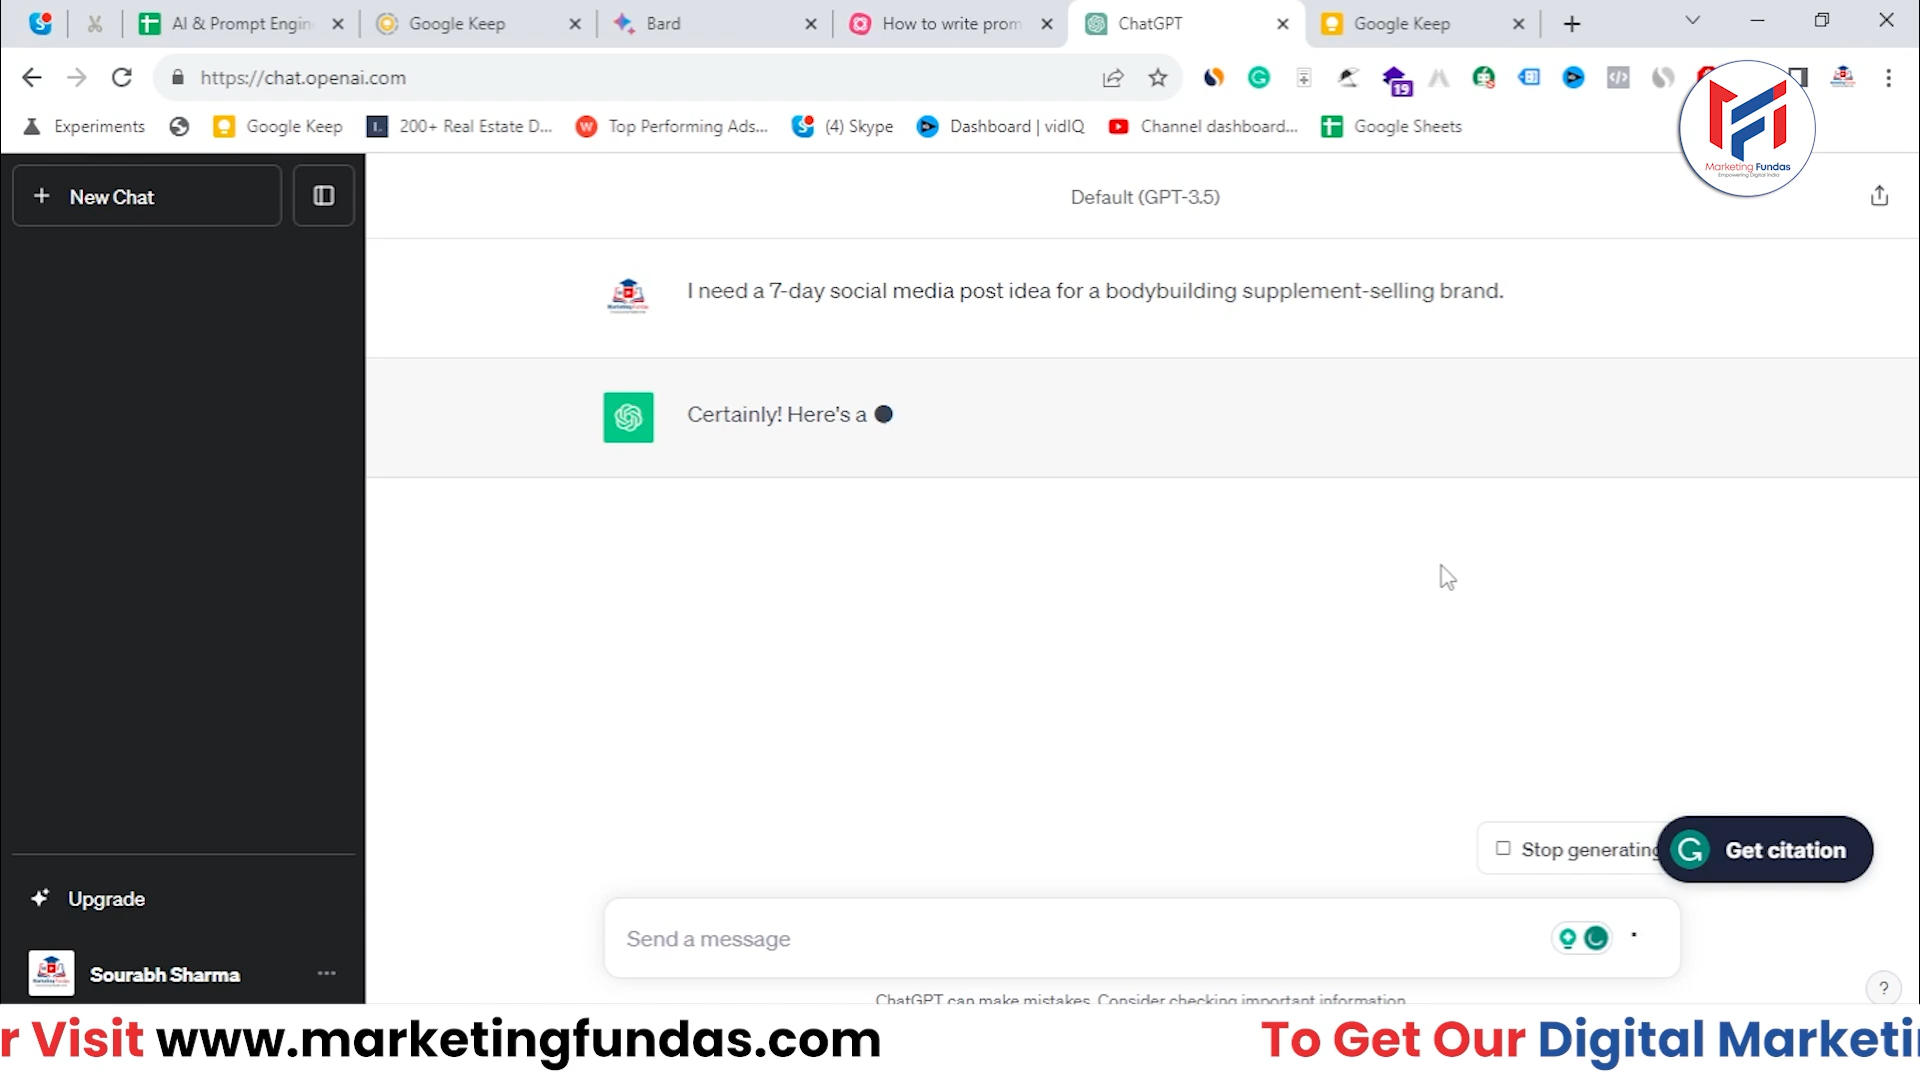 AI & Prompt Engin
Google Keep
Bard
How to write prom
ChatGPT
Google Keep
https://chat.openai.com
19
Experiments
Google Keep
200+ Real Estate D...
Top Performing Ads...
(4) Skype
Dashboard | vidIQ
Channel dashboard...
Google Sheets
Marketing Fundas
Empowering Digital India
New Chat
Default (GPT-3.5)
I need a 7-day social media post idea for a bodybuilding supplement-selling brand.
Certainly! Here's a
Stop generating
Get citation
Upgrade
Send a message
Sourabh Sharma
ChatGPT can make mistakes. Consider checking important information.
?
r Visit www.marketingfundas.com
To Get Our Digital Marketi